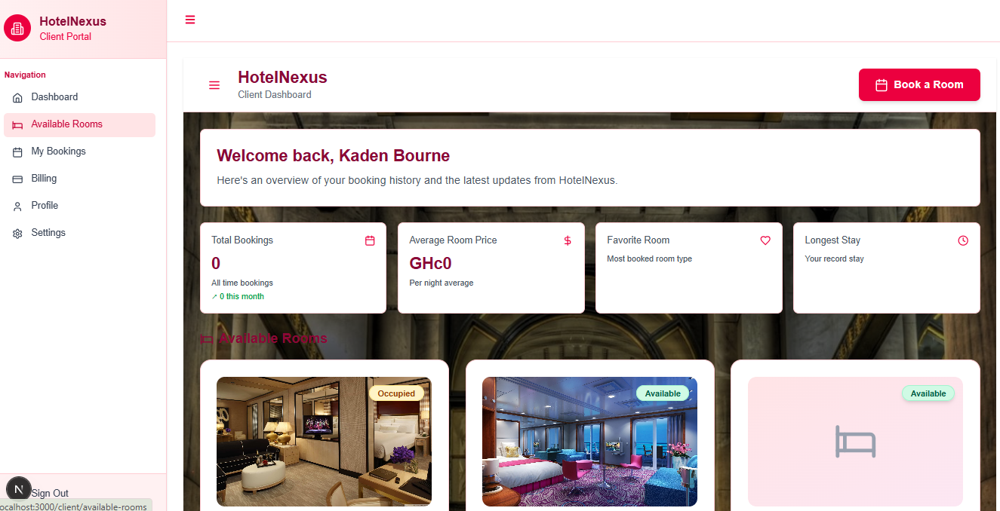 HotelNexus
Client Portal
Navigation
Dashboard
Available Rooms
My Bookings
Billing
Profile
Settings
N
Sign Out
ocalhost:3000/client/available-rooms
HotelNexus
Client Dashboard
Book a Room
Welcome back, Kaden Bourne
Here's an overview of your booking history and the latest updates from HotelNexus.
Total Bookings
0
All time bookings
↗ 0 this month
Average Room Price
GHc0
Per night average
Favorite Room
Most booked room type
Longest Stay
Your record stay
Available Rooms
Occupied
Available
Available